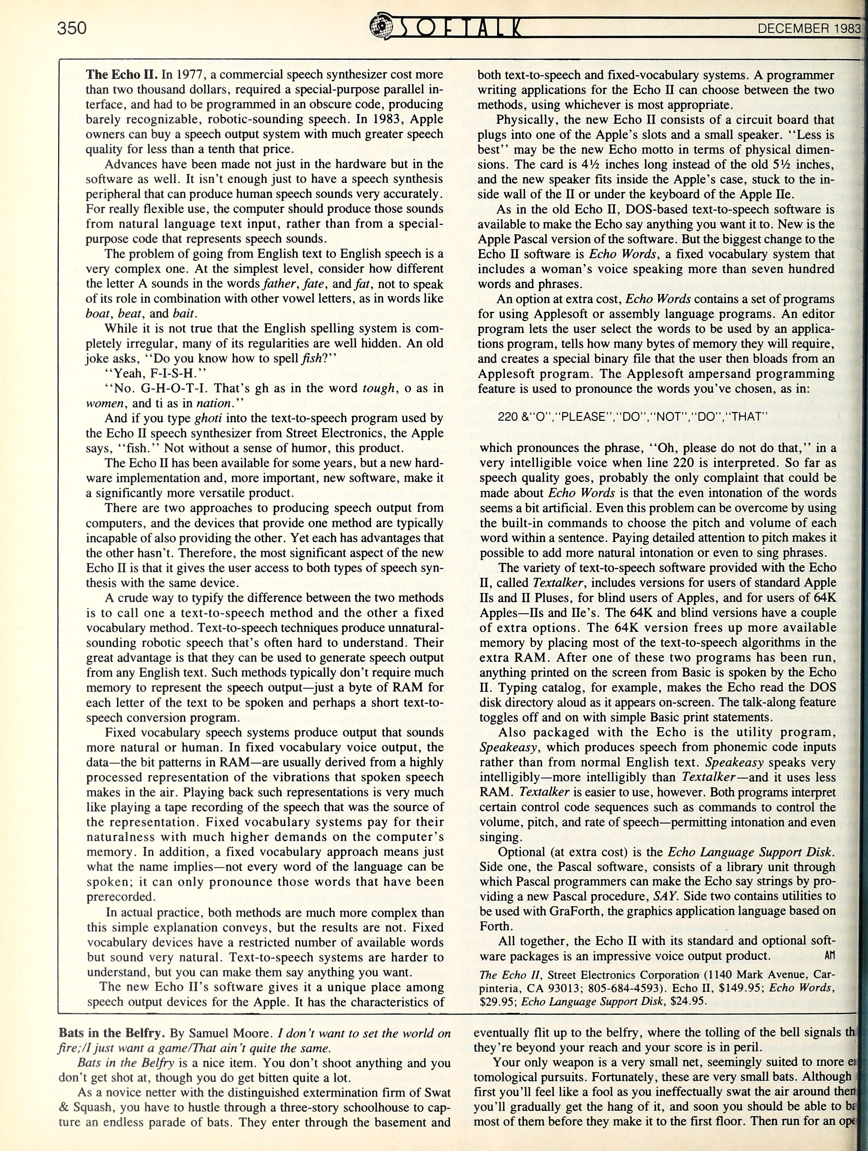 350
SOFTALK
DECEMBER 1983
The Echo II. In 1977, a commercial speech synthesizer cost more
than two thousand dollars, required a special-purpose parallel in-
terface, and had to be programmed in an obscure code, producing
barely recognizable, robotic-sounding speech. In 1983, Apple
owners can buy a speech output system with much greater speech
quality for less than a tenth that price.
Advances have been made not just in the hardware but in the
software as well. It isn't enough just to have a speech synthesis
peripheral that can produce human speech sounds very accurately.
For really flexible use, the computer should produce those sounds
from natural language text input, rather than from a special-
purpose code that represents speech sounds.
The problem of going from English text to English speech is a
very complex one. At the simplest level, consider how different
the letter A sounds in the words father, fate, and fat, not to speak
of its role in combination with other vowel letters, as in words like
boat, beat, and bait.
While it is not true that the English spelling system is com-
pletely irregular, many of its regularities are well hidden. An old
joke asks, "Do you know how to spell fish?"
"Yeah, F-I-S-H."
"No. G-H-O-T-I. That's gh as in the word tough, o as in
women, and ti as in nation."
And if you type ghoti into the text-to-speech program used by
the Echo II speech synthesizer from Street Electronics, the Apple
says, "fish." Not without a sense of humor, this product.
The Echo II has been available for some years, but a new hard-
ware implementation and, more important, new software, make it
a significantly more versatile product.
There are two approaches to producing speech output from
computers, and the devices that provide one method are typically
incapable of also providing the other. Yet each has advantages that
the other hasn't. Therefore, the most significant aspect of the new
Echo II is that it gives the user access to both types of speech syn-
thesis with the same device.
A crude way to typify the difference between the two methods
is to call one a text-to-speech method and the other a fixed
vocabulary method. Text-to-speech techniques produce unnatural-
sounding robotic speech that's often hard to understand. Their
great advantage is that they can be used to generate speech output
from any English text. Such methods typically don't require much
memory to represent the speech output—just a byte of RAM for
each letter of the text to be spoken and perhaps a short text-to-
speech conversion program.
Fixed vocabulary speech systems produce output that sounds
more natural or human. In fixed vocabulary voice output, the
data—the bit patterns in RAM—are usually derived from a highly
processed representation of the vibrations that spoken speech
makes in the air. Playing back such representations is very much
like playing a tape recording of the speech that was the source of
the representation. Fixed vocabulary systems pay for their
naturalness with much higher demands on the computer's
memory. In addition, a fixed vocabulary approach means just
what the name implies—not every word of the language can be
spoken; it can only pronounce those words that have been
prerecorded.
In actual practice, both methods are much more complex than
this simple explanation conveys, but the results are not. Fixed
vocabulary devices have a restricted number of available words
but sound very natural. Text-to-speech systems are harder to
understand, but you can make them say anything you want.
The new Echo II's software gives it a unique place among
speech output devices for the Apple. It has the characteristics of
both text-to-speech and fixed-vocabulary systems. A programmer
writing applications for the Echo II can choose between the two
methods, using whichever is most appropriate.
Physically, the new Echo II consists of a circuit board that
plugs into one of the Apple's slots and a small speaker. "Less is
best" may be the new Echo motto in terms of physical dimen-
sions. The card is 4½ inches long instead of the old 5½ inches,
and the new speaker fits inside the Apple's case, stuck to the in-
side wall of the II or under the keyboard of the Apple IIe.
As in the old Echo II, DOS-based text-to-speech software is
available to make the Echo say anything you want it to. New is the
Apple Pascal version of the software. But the biggest change to the
Echo II software is Echo Words, a fixed vocabulary system that
includes a woman's voice speaking more than seven hundred
words and phrases.
An option at extra cost, Echo Words contains a set of programs
for using Applesoft or assembly language programs. An editor
program lets the user select the words to be used by an applica-
tions program, tells how many bytes of memory they will require,
and creates a special binary file that the user then bloads from an
Applesoft program. The Applesoft ampersand programming
feature is used to pronounce the words you've chosen, as in:
220 &"O","PLEASE","DO","NOT","DO","THAT"
which pronounces the phrase, "Oh, please do not do that," in a
very intelligible voice when line 220 is interpreted. So far as
speech quality goes, probably the only complaint that could be
made about Echo Words is that the even intonation of the words
seems a bit artificial. Even this problem can be overcome by using
the built-in commands to choose the pitch and volume of each
word within a sentence. Paying detailed attention to pitch makes it
possible to add more natural intonation or even to sing phrases.
The variety of text-to-speech software provided with the Echo
II, called Textalker, includes versions for users of standard Apple
IIs and II Pluses, for blind users of Apples, and for users of 64K
Apples—IIs and IIe's. The 64K and blind versions have a couple
of extra options. The 64K version frees up more available
memory by placing most of the text-to-speech algorithms in the
extra RAM. After one of these two programs has been run,
anything printed on the screen from Basic is spoken by the Echo
II. Typing catalog, for example, makes the Echo read the DOS
disk directory aloud as it appears on-screen. The talk-along feature
toggles off and on with simple Basic print statements.
Also packaged with the Echo is the utility program,
Speakeasy, which produces speech from phonemic code inputs
rather than from normal English text. Speakeasy speaks very
intelligibly—more intelligibly than Textalker—and it uses less
RAM. Textalker is easier to use, however. Both programs interpret
certain control code sequences such as commands to control the
volume, pitch, and rate of speech—permitting intonation and even
singing.
Optional (at extra cost) is the Echo Language Support Disk.
Side one, the Pascal software, consists of a library unit through
which Pascal programmers can make the Echo say strings by pro-
viding a new Pascal procedure, SAY. Side two contains utilities to
be used with GraForth, the graphics application language based on
Forth.
All together, the Echo II with its standard and optional soft-
ware packages is an impressive voice output product. AM
The Echo II, Street Electronics Corporation (1140 Mark Avenue, Car-
pinteria, CA 93013; 805-684-4593). Echo II, $149.95; Echo Words,
$29.95; Echo Language Support Disk, $24.95.
Bats in the Belfry. By Samuel Moore. I don't want to set the world on
fire;/I just want a game/That ain't quite the same.
Bats in the Belfry is a nice item. You don't shoot anything and you
don't get shot at, though you do get bitten quite a lot.
As a novice netter with the distinguished extermination firm of Swat
& Squash, you have to hustle through a three-story schoolhouse to cap-
ture an endless parade of bats. They enter through the basement and
eventually flit up to the belfry, where the tolling of the bell signals
they're beyond your reach and your score is in peril.
Your only weapon is a very small net, seemingly suited to more
tomological pursuits. Fortunately, these are very small bats. Although
first you'll feel like a fool as you ineffectually swat the air around
you'll gradually get the hang of it, and soon you should be able to
most of them before they make it to the first floor. Then run for an